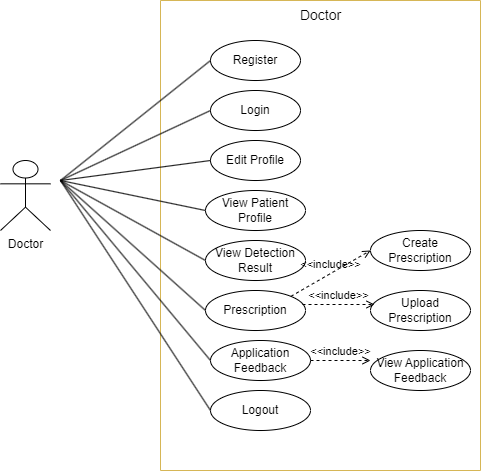 Doctor
Register
Login
Edit Profile
View Patient
Profile
View Detection
Result
<<include>>
Create
Prescription
Prescription
<<include>>
Upload
Prescription
Application
Feedback
<<include>>
View Application
Feedback
Logout
Doctor